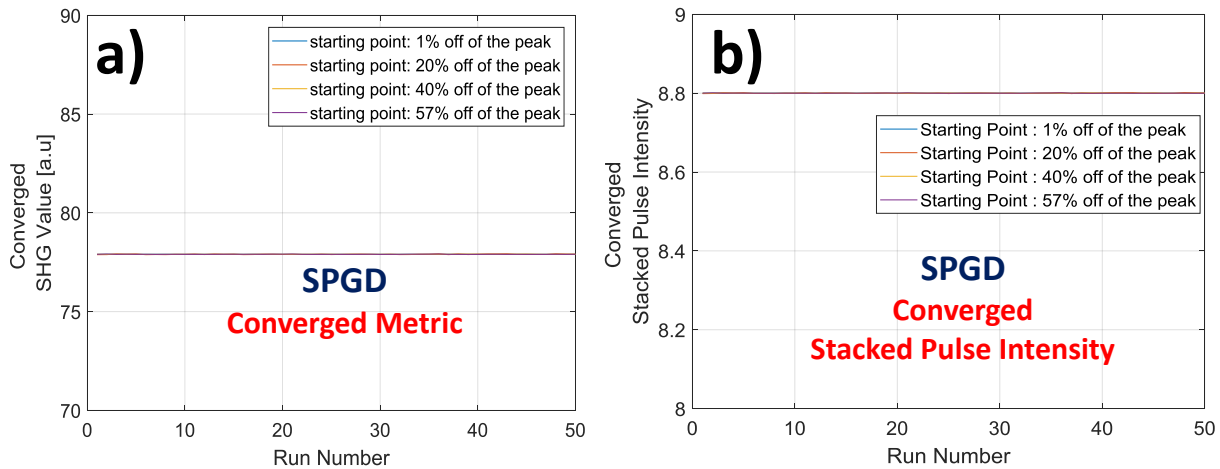 a)
90
85
80
75
70
Converged
SHG Value [a.u]
starting point: 1% off of the peak
starting point: 20% off of the peak
starting point: 40% off of the peak
starting point: 57% off of the peak
SPGD
Converged Metric
0
10
20
30
40
50
Run Number
b)
9
8.8
8.6
8.4
8.2
8
Converged
Stacked Pulse Intensity
Starting Point : 1% off of the peak
Starting Point : 20% off of the peak
Starting Point : 40% off of the peak
Starting Point : 57% off of the peak
SPGD
Converged
Stacked Pulse Intensity
0
10
20
30
40
50
Run Number